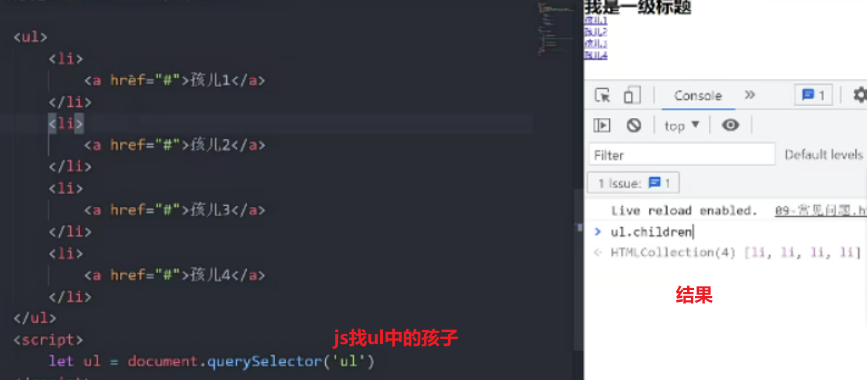 <ul>
<li>
<a href="#">孩儿1</a>
</li>
<li>
<a href="#">孩儿2</a>
</li>
<li>
<a href="#">孩儿3</a>
</li>
<li>
<a href="#">孩儿4</a>
</li>
</ul>
<script>
js找ul中的孩子
let ul = document.querySelector('ul')
我是一级标题
孩儿1
孩儿2
孩儿3
孩儿4
Console
1
top
Filter
Default levels
1 Issue: 1
Live reload enabled. 09-常见问题.h
ul.children
HTMLCollection(4) [li, li, li, li]
结果